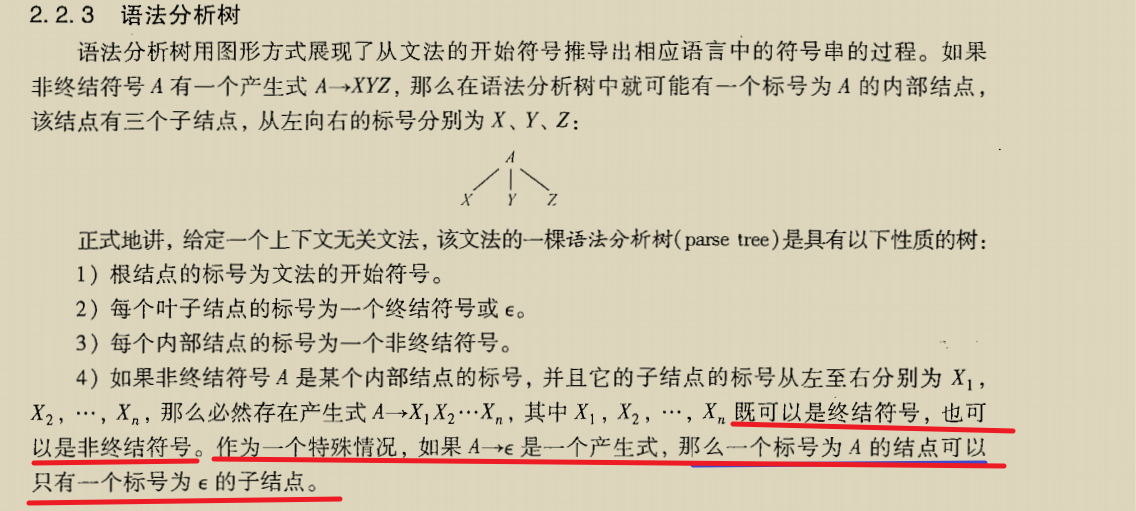 2.2.3 语法分析树
语法分析树用图形方式展现了从文法的开始符号推导出相应语言中的符号串的过程。如果
非终结符号 A 有一个产生式 A→XYZ，那么在语法分析树中就可能有一个标号为 A 的内部结点，
该结点有三个子结点，从左向右的标号分别为 X、Y、Z：
A
X Y Z
正式地讲，给定一个上下文无关文法，该文法的一棵语法分析树(parse tree)是具有以下性质的树：
1) 根结点的标号为文法的开始符号。
2) 每个叶子结点的标号为一个终结符号或 ϵ。
3) 每个内部结点的标号为一个非终结符号。
4) 如果非终结符号 A 是某个内部结点的标号，并且它的子结点的标号从左至右分别为 X₁，
X₂，…，Xₙ，那么必然存在产生式 A→X₁X₂⋯Xₙ，其中 X₁，X₂，…，Xₙ 既可以是终结符号，也可
以是非终结符号。作为一个特殊情况，如果 A→ϵ 是一个产生式，那么一个标号为 A 的结点可以
只有一个标号为 ϵ 的子结点。